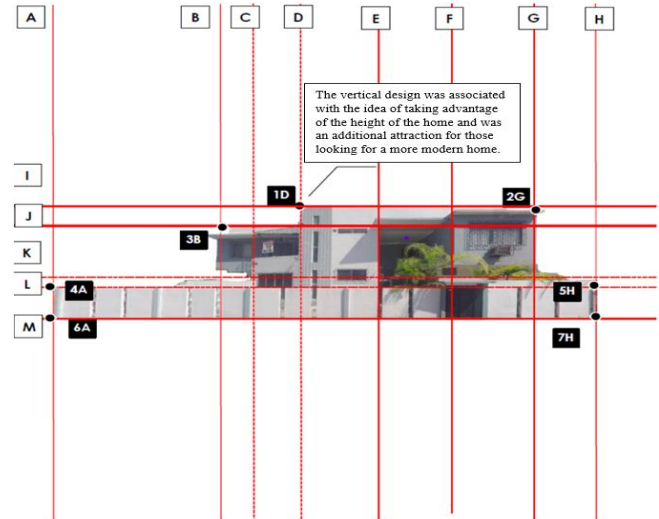 A B C D E F G H
The vertical design was associated
with the idea of taking advantage
of the height of the home and was
an additional attraction for those
looking for a more modern home.
I
1D 2G
J
3B
K
L
4A 5H
M 6A 7H